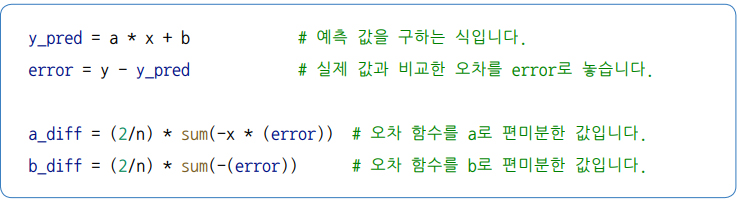 y_pred = a * x + b # 예측 값을 구하는 식입니다.
error = y - y_pred # 실제 값과 비교한 오차를 error로 놓습니다.
a_diff = (2/n) * sum(-x * (error)) # 오차 함수를 a로 편미분한 값입니다.
b_diff = (2/n) * sum(-(error)) # 오차 함수를 b로 편미분한 값입니다.